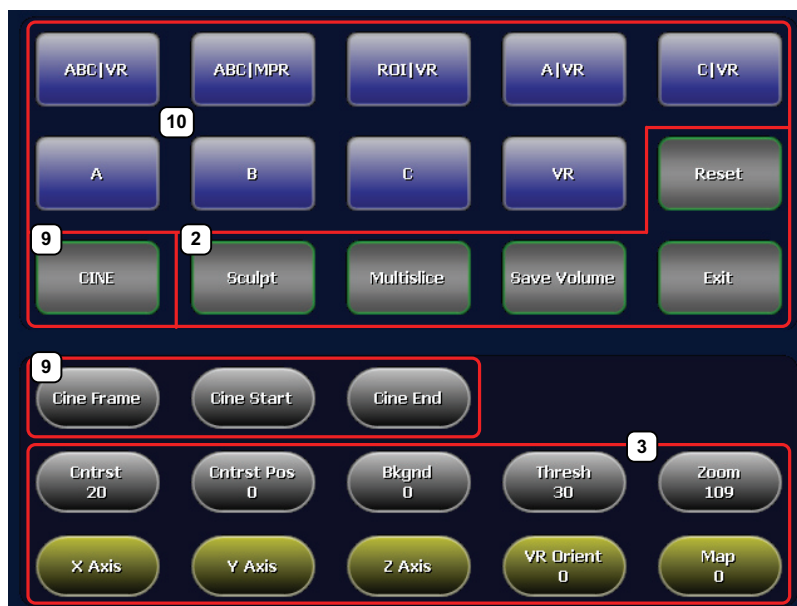 ABC|VR ABC|MPR ROI|VR A|VR C|VR
10
A B C VR Reset
9 2
CINE Sculpt Multislice Save Volume Exit
9
Cine Frame Cine Start Cine End
3
Cntrst Cntrst Pos Bkgnd Thresh Zoom
20 0 0 30 109
X Axis Y Axis Z Axis VR Orient Map
0 0